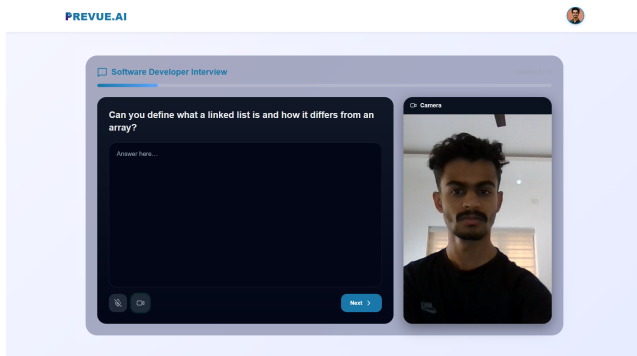 PREVUE.AI
Software Developer Interview
Can you define what a linked list is and how it differs from an
array?
Answer here...
Next
Camera